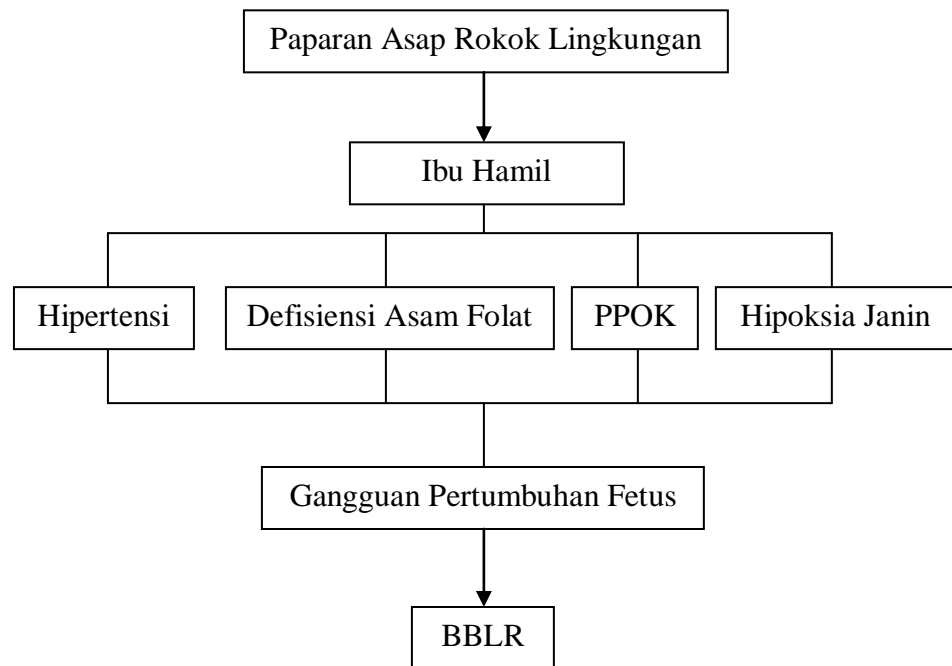 Paparan Asap Rokok Lingkungan
Ibu Hamil
Hipertensi
Defisiensi Asam Folat
PPOK
Hipoksia Janin
Gangguan Pertumbuhan Fetus
BBLR